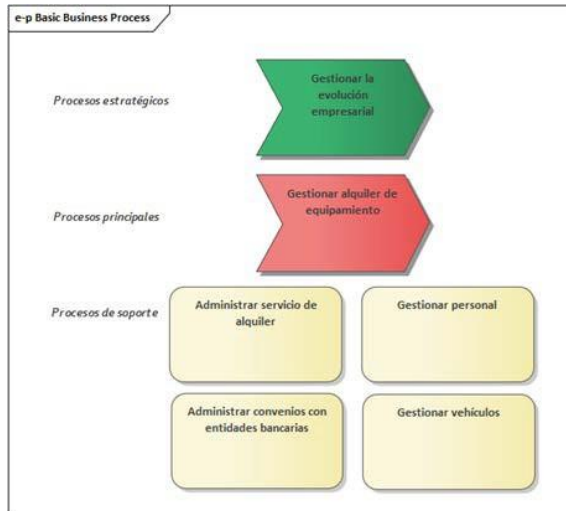 e-p Basic Business Process
Gestionar la
evolución
empresarial
Procesos estratégicos
Gestionar alquiler de
equipamiento
Procesos principales
Administrar servicio de
alquiler
Gestionar personal
Procesos de soporte
Administrar convenios con
entidades bancarias
Gestionar vehículos